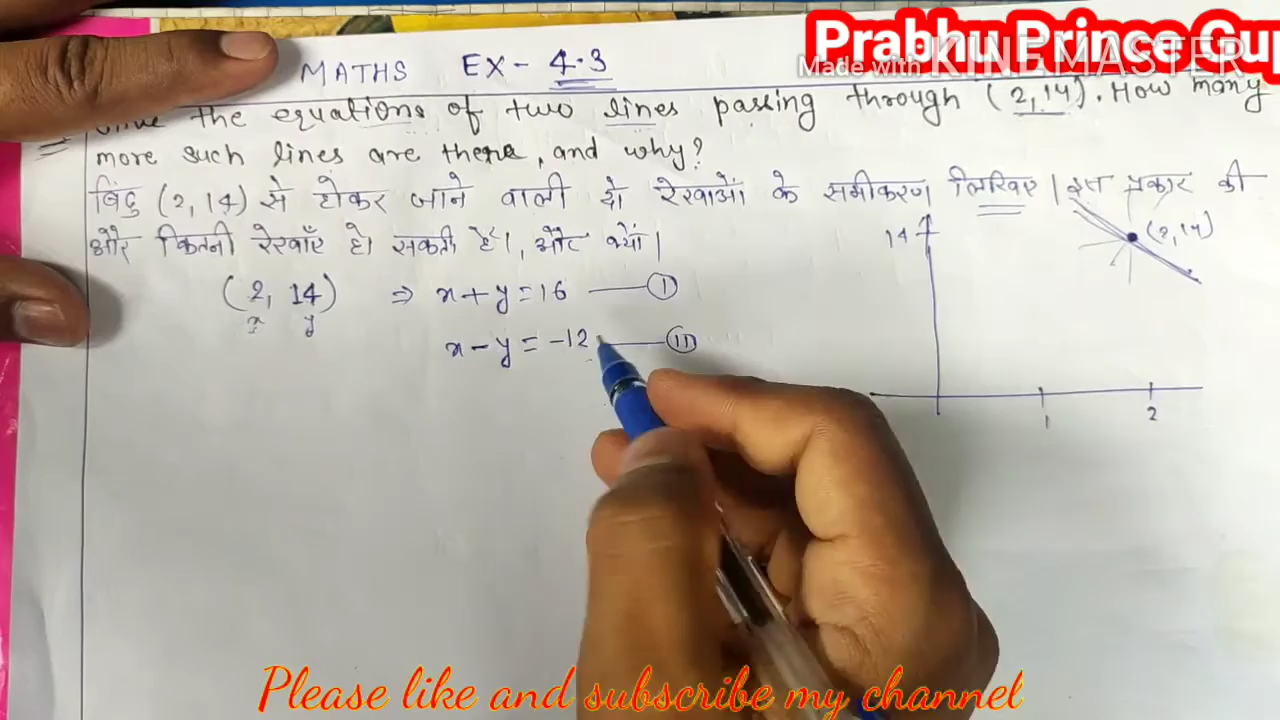 Prabhu Prince Gup
Made with KINEMASTER
MATHS EX - 4.3
the equations of two lines passing through (2,14). How many
more such lines are there, and why?
बिंदु (2,14) से होकर जाने वाली दो रेखाओं के समीकरण लिखिए। इस प्रकार की
और कितनी रेखाएँ हो सकती हैं।, और क्यों।
(2, 14) ⇒ x + y = 16 —— I
x y
x - y = -12 —— II
14
(2,14)
1 2
Please like and subscribe my channel